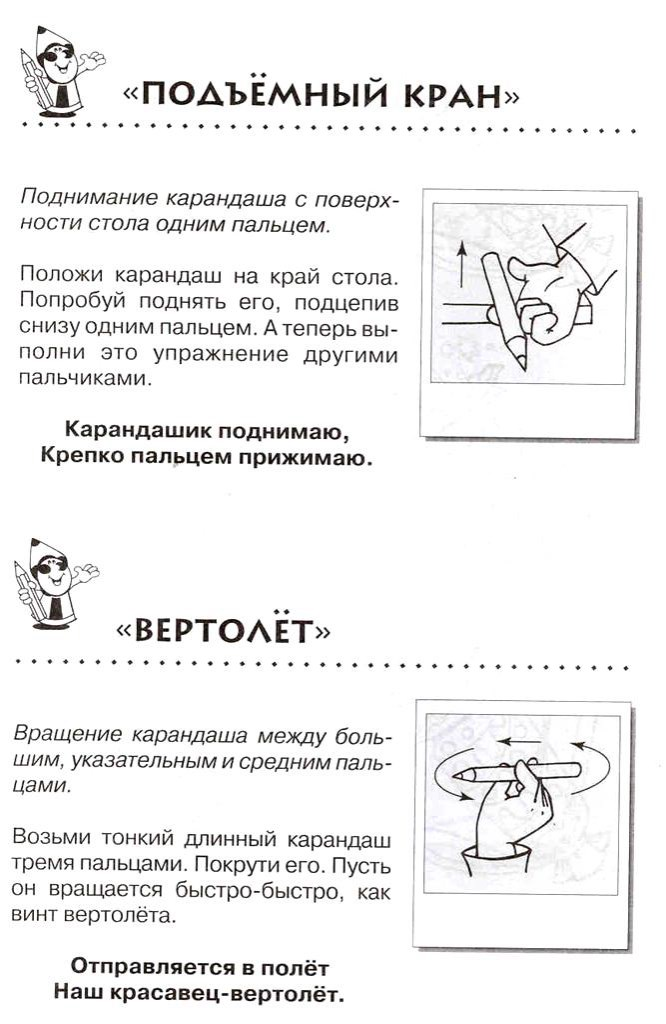 «ПОДЪЁМНЫЙ КРАН»
Поднимание карандаша с поверх-
ности стола одним пальцем.
Положи карандаш на край стола.
Попробуй поднять его, подцепив
снизу одним пальцем. А теперь вы-
полни это упражнение другими
пальчиками.
Карандашик поднимаю,
Крепко пальцем прижимаю.
«ВЕРТОЛЁТ»
Вращение карандаша между боль-
шим, указательным и средним паль-
цами.
Возьми тонкий длинный карандаш
тремя пальцами. Покрути его. Пусть
он вращается быстро-быстро, как
винт вертолёта.
Отправляется в полёт
Наш красавец-вертолёт.